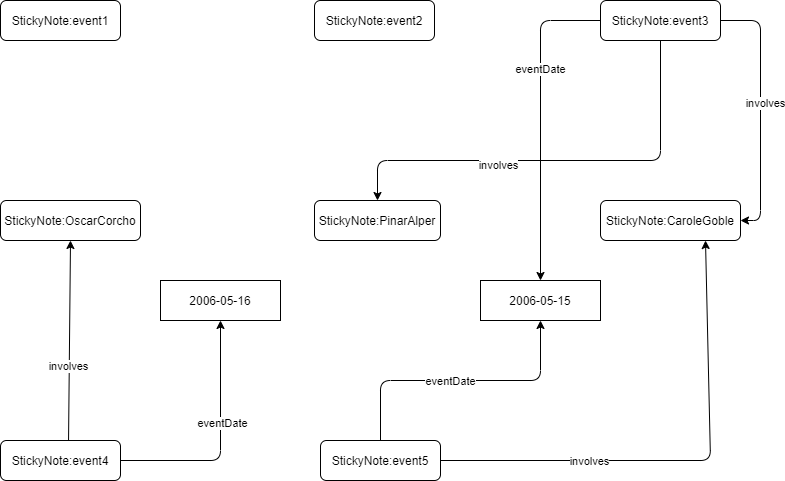 StickyNote:event1
StickyNote:event2
StickyNote:event3
eventDate
involves
involves
StickyNote:OscarCorcho
StickyNote:PinarAlper
StickyNote:CaroleGoble
2006-05-16
2006-05-15
involves
eventDate
eventDate
StickyNote:event4
StickyNote:event5
involves